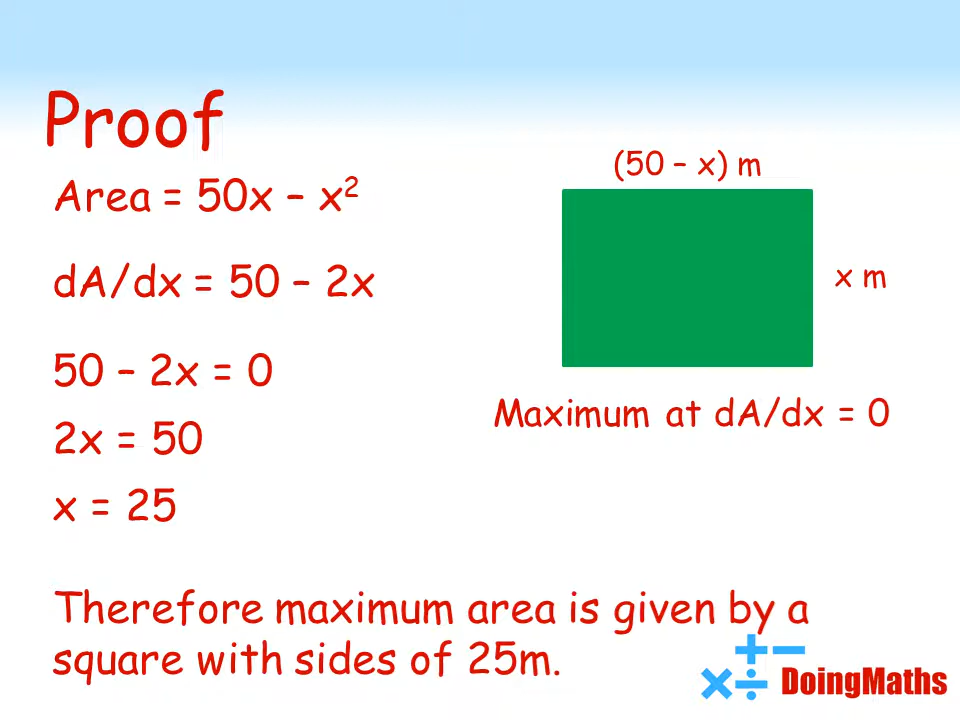 Proof
Area = 50x – x²
dA/dx = 50 – 2x
50 – 2x = 0
2x = 50
x = 25
(50 – x) m
x m
Maximum at dA/dx = 0
Therefore maximum area is given by a
square with sides of 25m.
DoingMaths